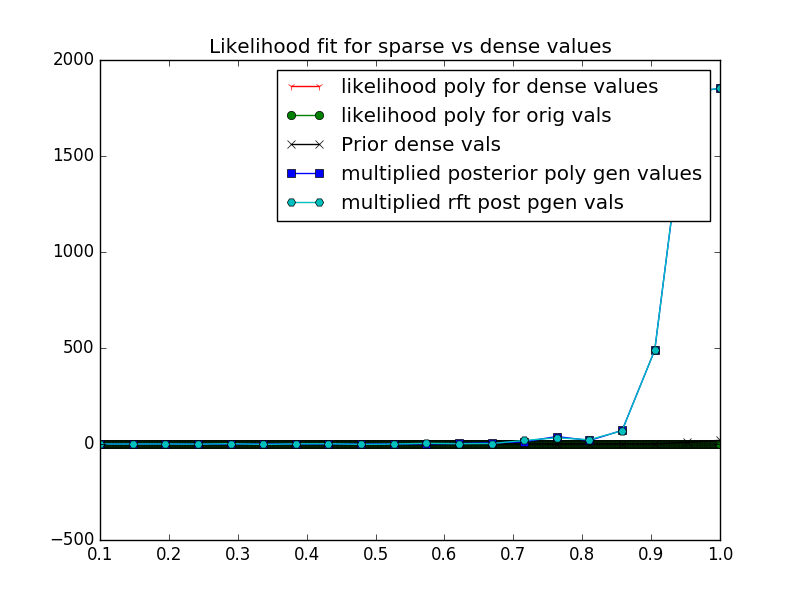 Likelihood fit for sparse vs dense values
2000
1500
1000
500
0
−500
likelihood poly for dense values
likelihood poly for orig vals
Prior dense vals
multiplied posterior poly gen values
multiplied rft post pgen vals
0.1 0.2 0.3 0.4 0.5 0.6 0.7 0.8 0.9 1.0